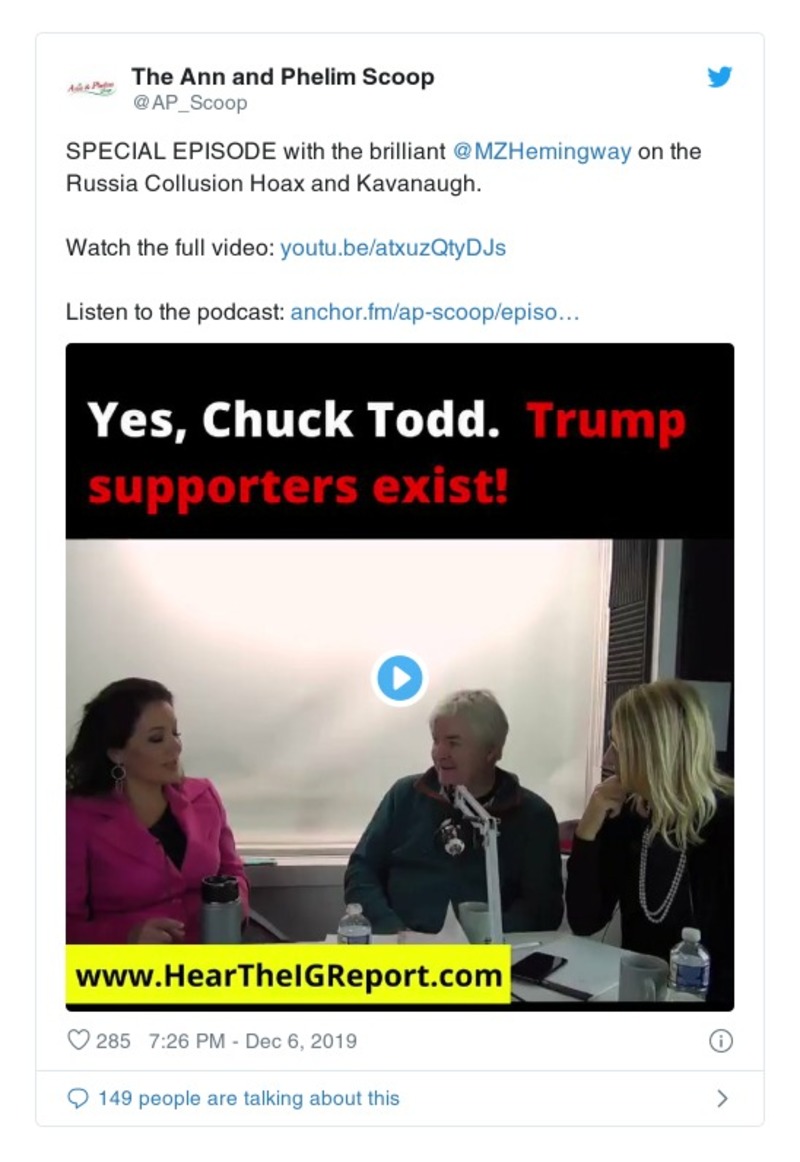 The Ann and Phelim Scoop
@AP_Scoop
SPECIAL EPISODE with the brilliant @MZHemingway on the
Russia Collusion Hoax and Kavanaugh.
Watch the full video: youtu.be/atxuzQtyDJs
Listen to the podcast: anchor.fm/ap-scoop/episo…
Yes, Chuck Todd. Trump
supporters exist!
www.HearTheIGReport.com
285 7:26 PM - Dec 6, 2019
149 people are talking about this